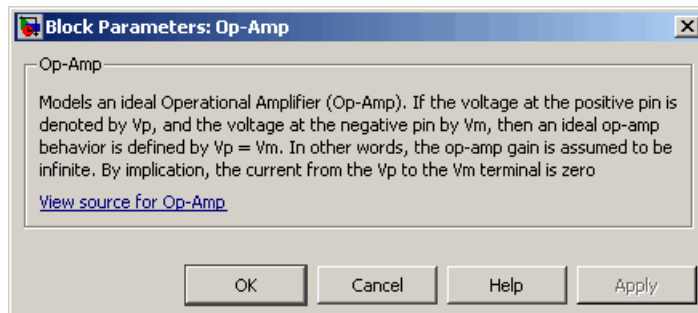 Block Parameters: Op-Amp
Op-Amp
Models an ideal Operational Amplifier (Op-Amp). If the voltage at the positive pin is
denoted by Vp, and the voltage at the negative pin by Vm, then an ideal op-amp
behavior is defined by Vp = Vm. In other words, the op-amp gain is assumed to be
infinite. By implication, the current from the Vp to the Vm terminal is zero
View source for Op-Amp
OK Cancel Help Apply